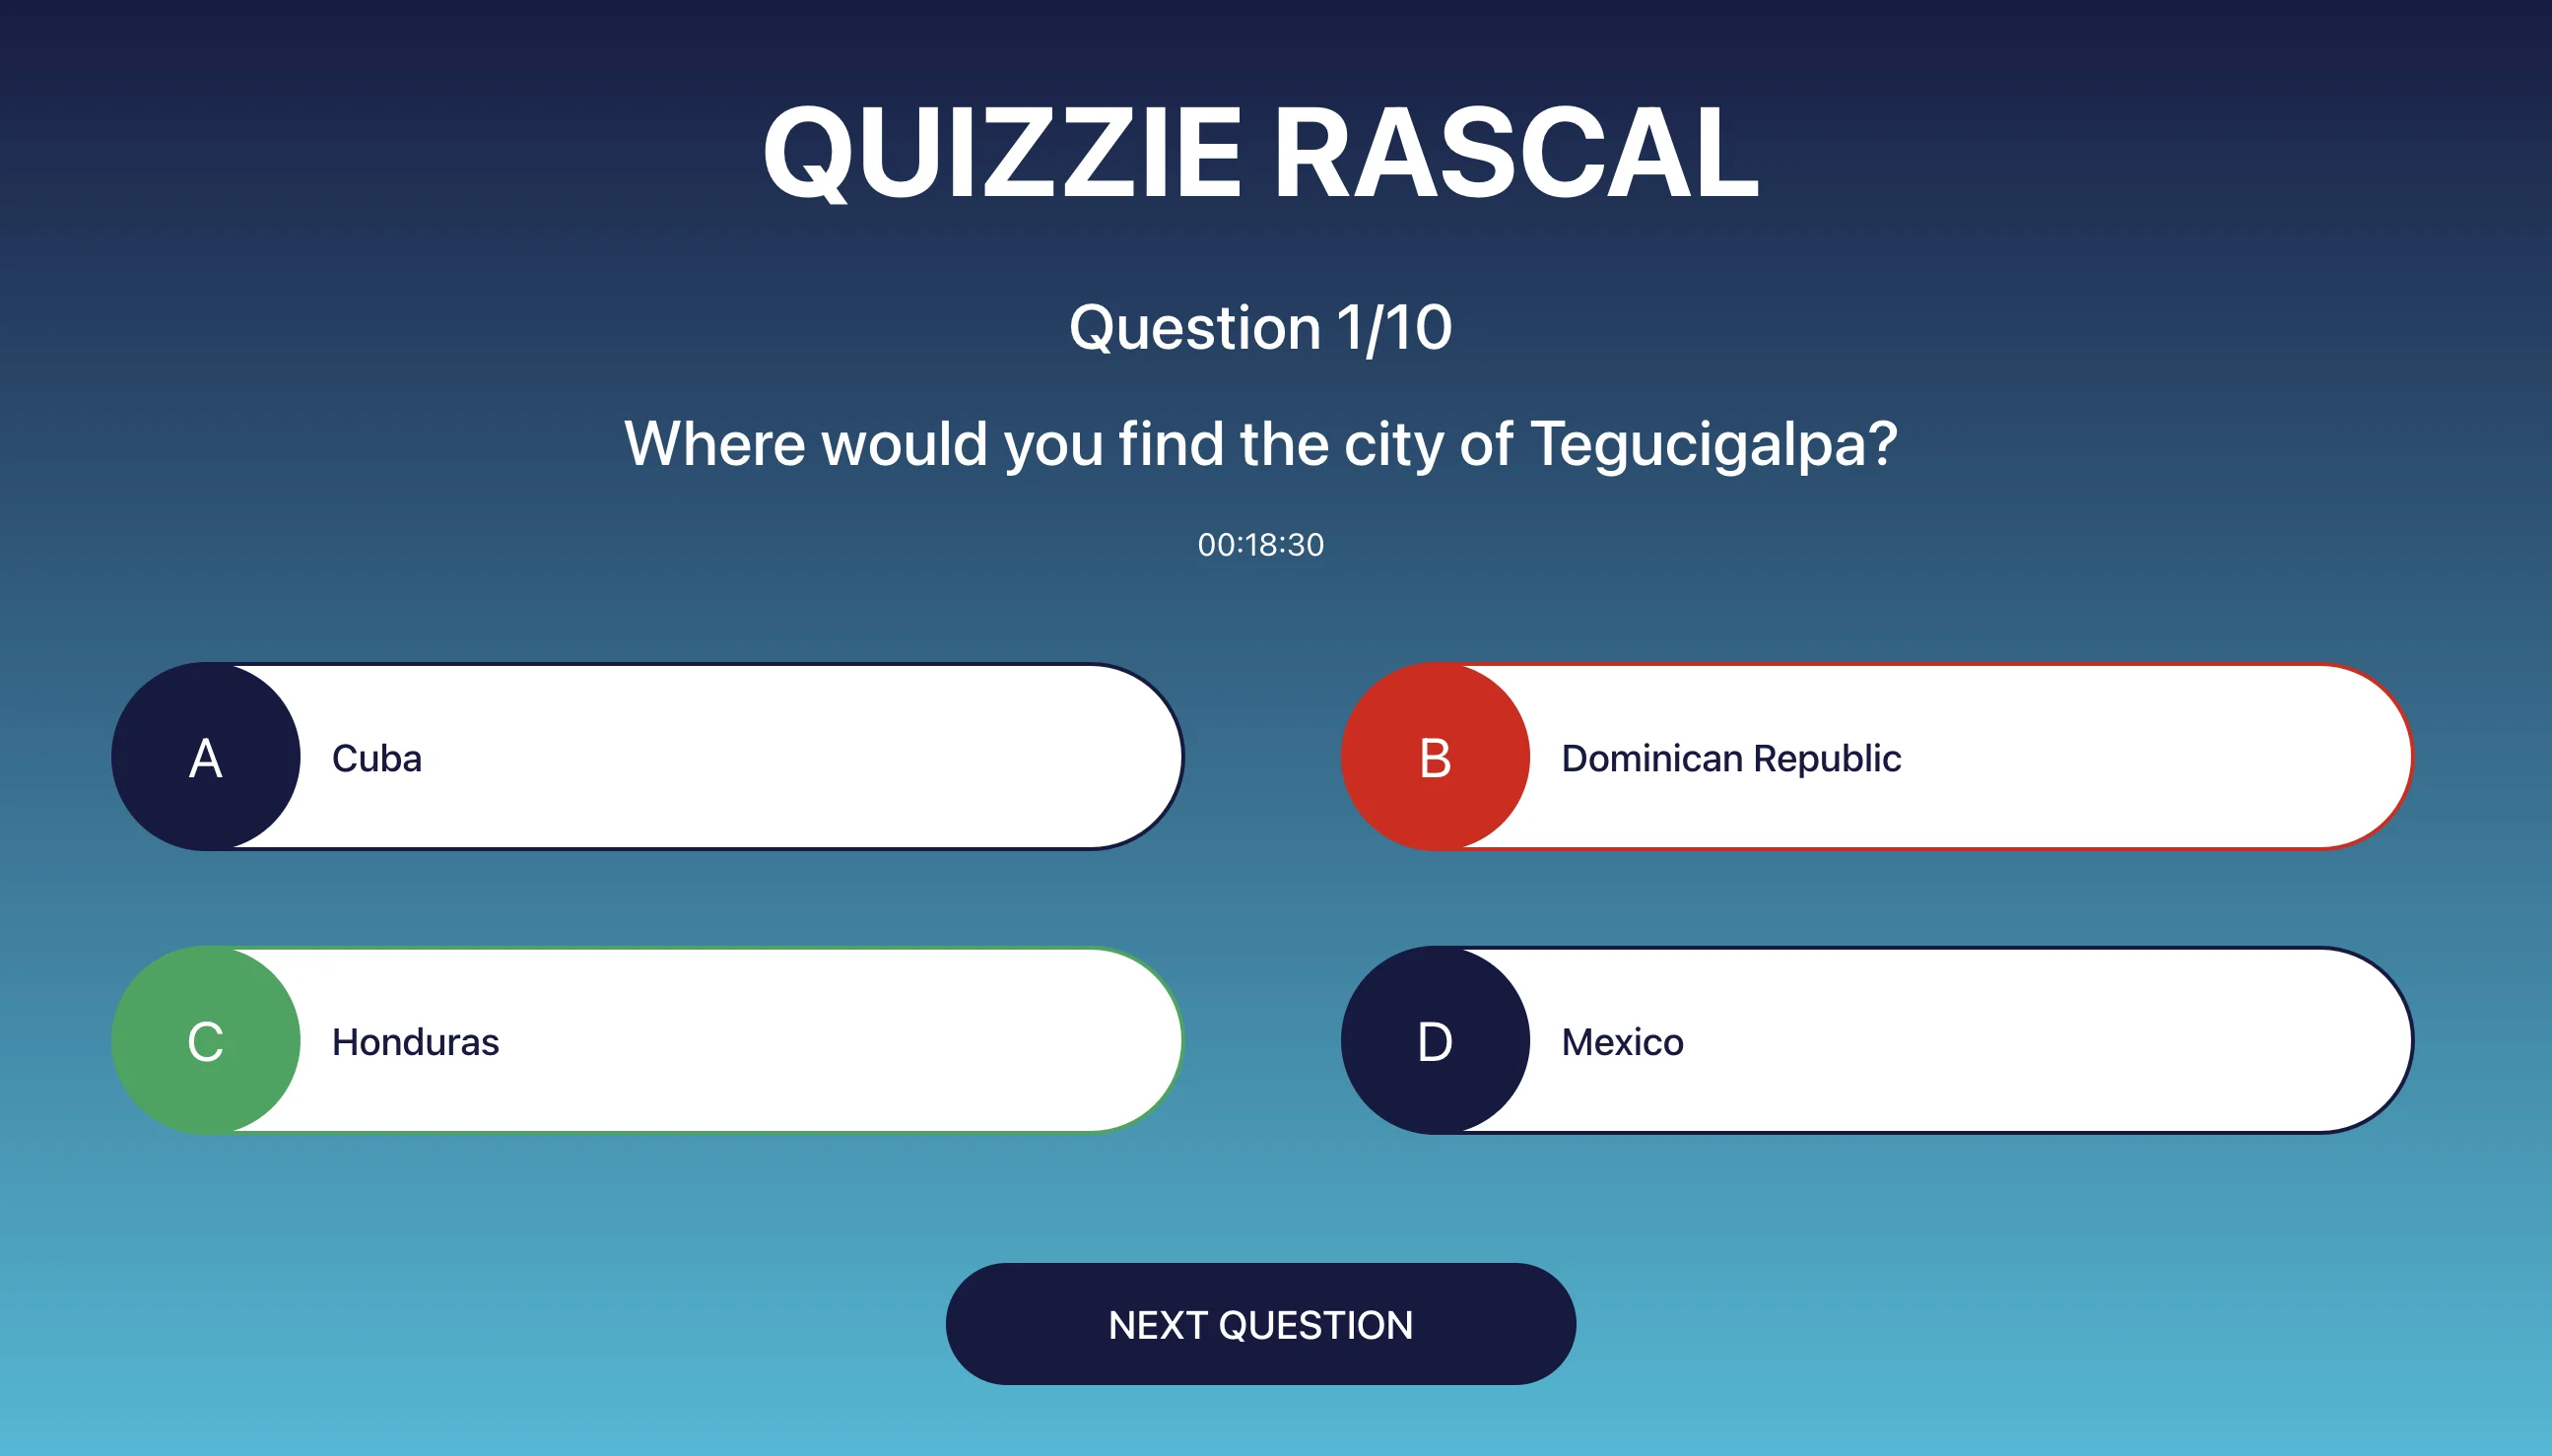 QUIZZIE RASCAL
Question 1/10
Where would you find the city of Tegucigalpa?
00:18:30
A Cuba
B Dominican Republic
C Honduras
D Mexico
NEXT QUESTION